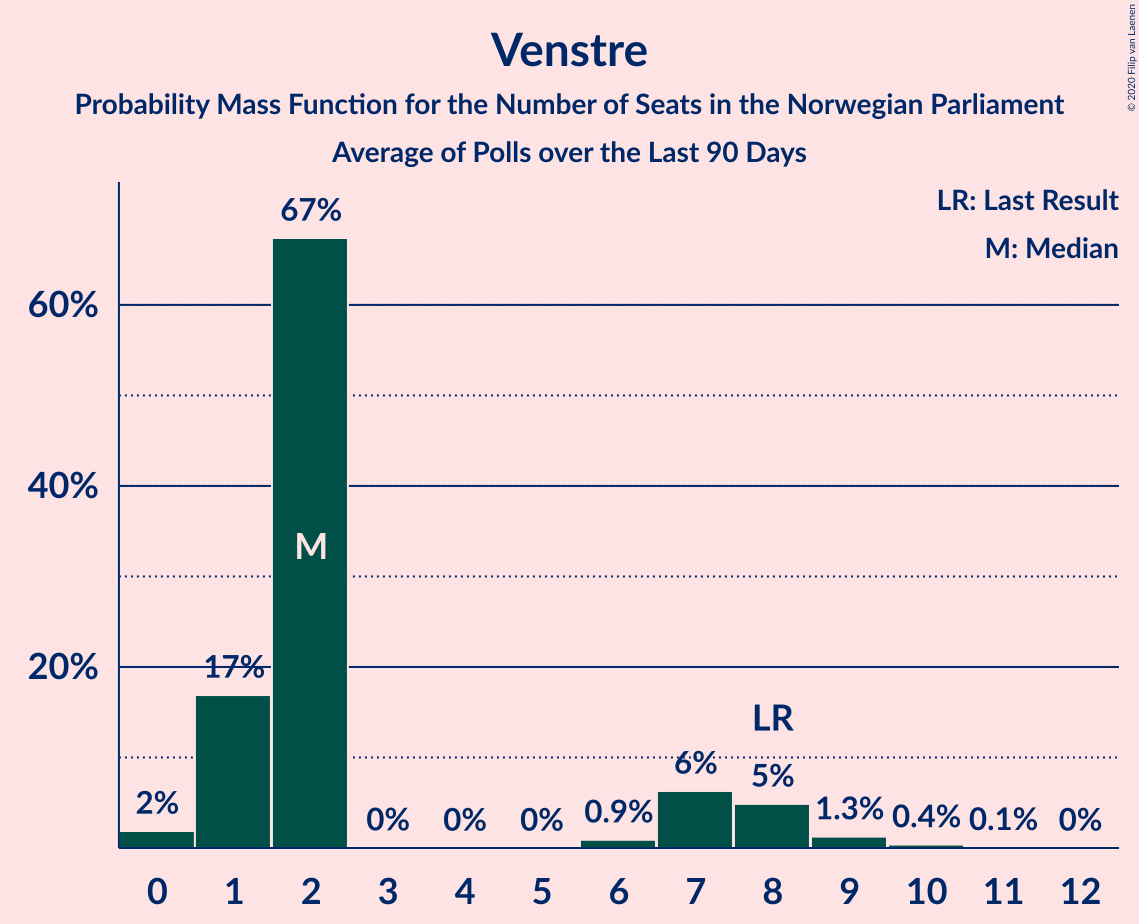 Venstre
Probability Mass Function for the Number of Seats in the Norwegian Parliament
Average of Polls over the Last 90 Days
© 2020 Filip van Laenen
LR: Last Result
M: Median
67%
60%
40%
M
20%
17%
LR
6%
5%
2%
0%
0%
0%
0.9%
1.3%
0.4%
0.1%
0%
0 1 2 3 4 5 6 7 8 9 10 11 12